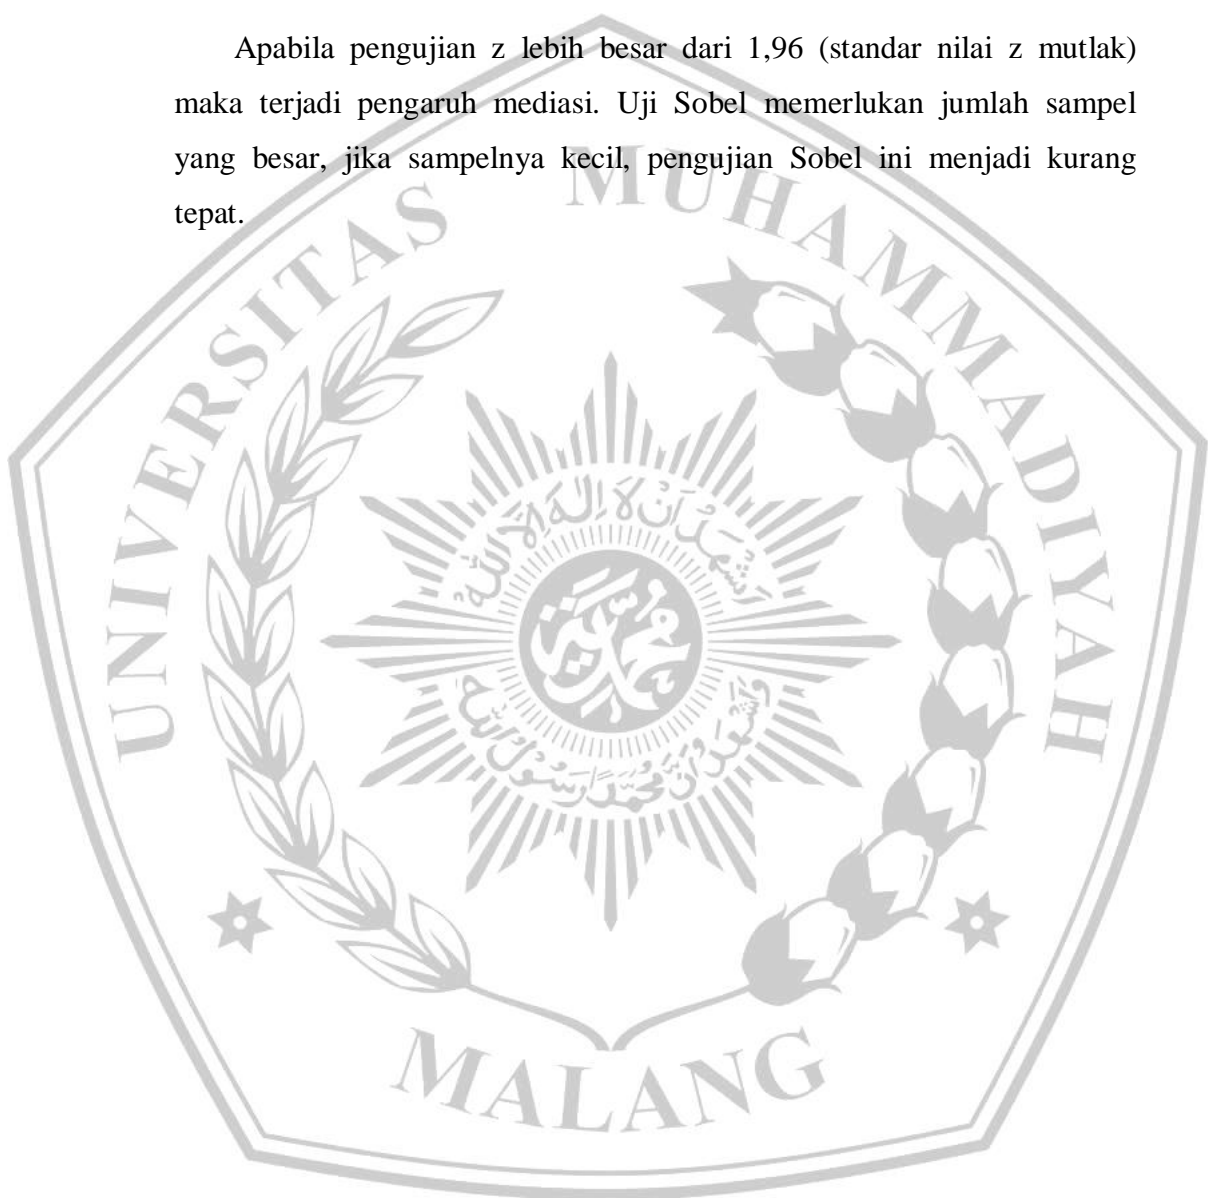 Apabila pengujian z lebih besar dari 1,96 (standar nilai z mutlak)
maka terjadi pengaruh mediasi. Uji Sobel memerlukan jumlah sampel
yang besar, jika sampelnya kecil, pengujian Sobel ini menjadi kurang
tepat.
UNIVERSITAS MUHAMMADIYAH
MALANG